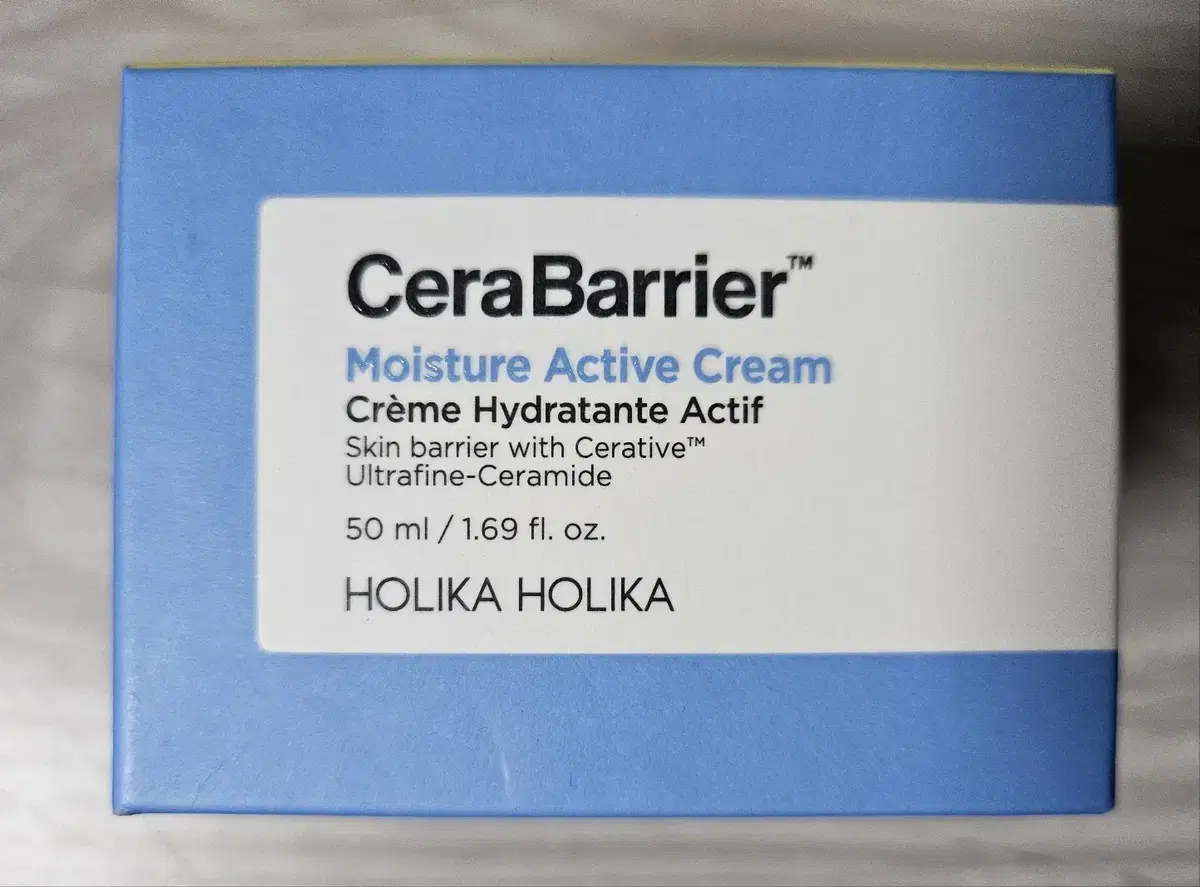 CeraBarrier™
Moisture Active Cream
Crème Hydratante Actif
Skin barrier with Cerative™
Ultrafine-Ceramide
50 ml / 1.69 fl. oz.
HOLIKA HOLIKA